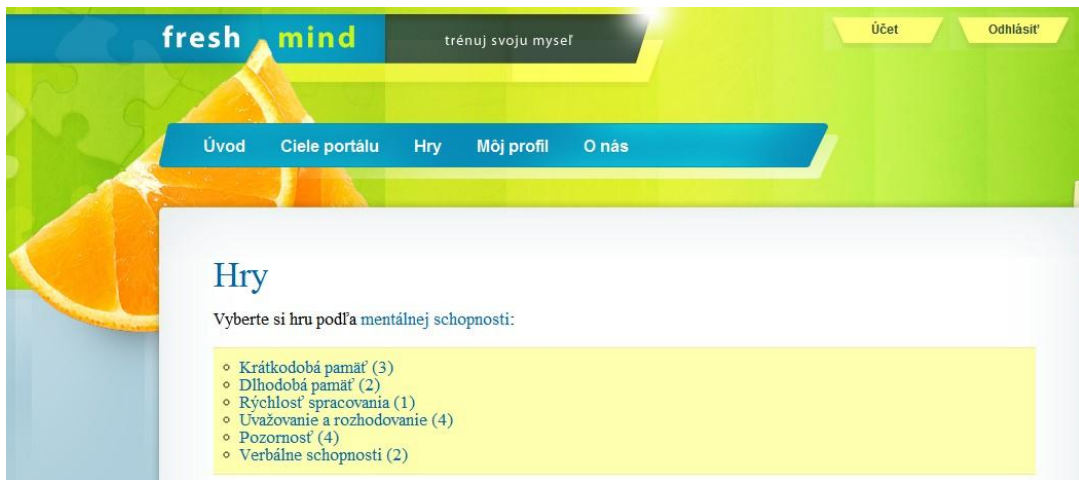 fresh mind
trénuj svoju myseľ
Účet
Odhlásiť
Úvod
Ciele portálu
Hry
Môj profil
O nás
Hry
Vyberte si hru podľa mentálnej schopnosti:
Krátkodobá pamäť (3)
Dlhodobá pamäť (2)
Rýchlosť spracovania (1)
Uvažovanie a rozhodovanie (4)
Pozornosť (4)
Verbálne schopnosti (2)